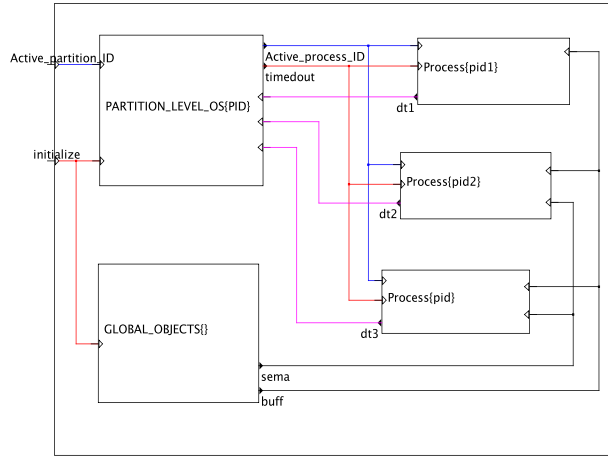 Active_partition_ID
Active_process_ID
timedout
Process{pid1}
PARTITION_LEVEL_OS{PID}
dt1
initialize
Process{pid2}
dt2
Process{pid}
GLOBAL_OBJECTS{}
dt3
sema
buff